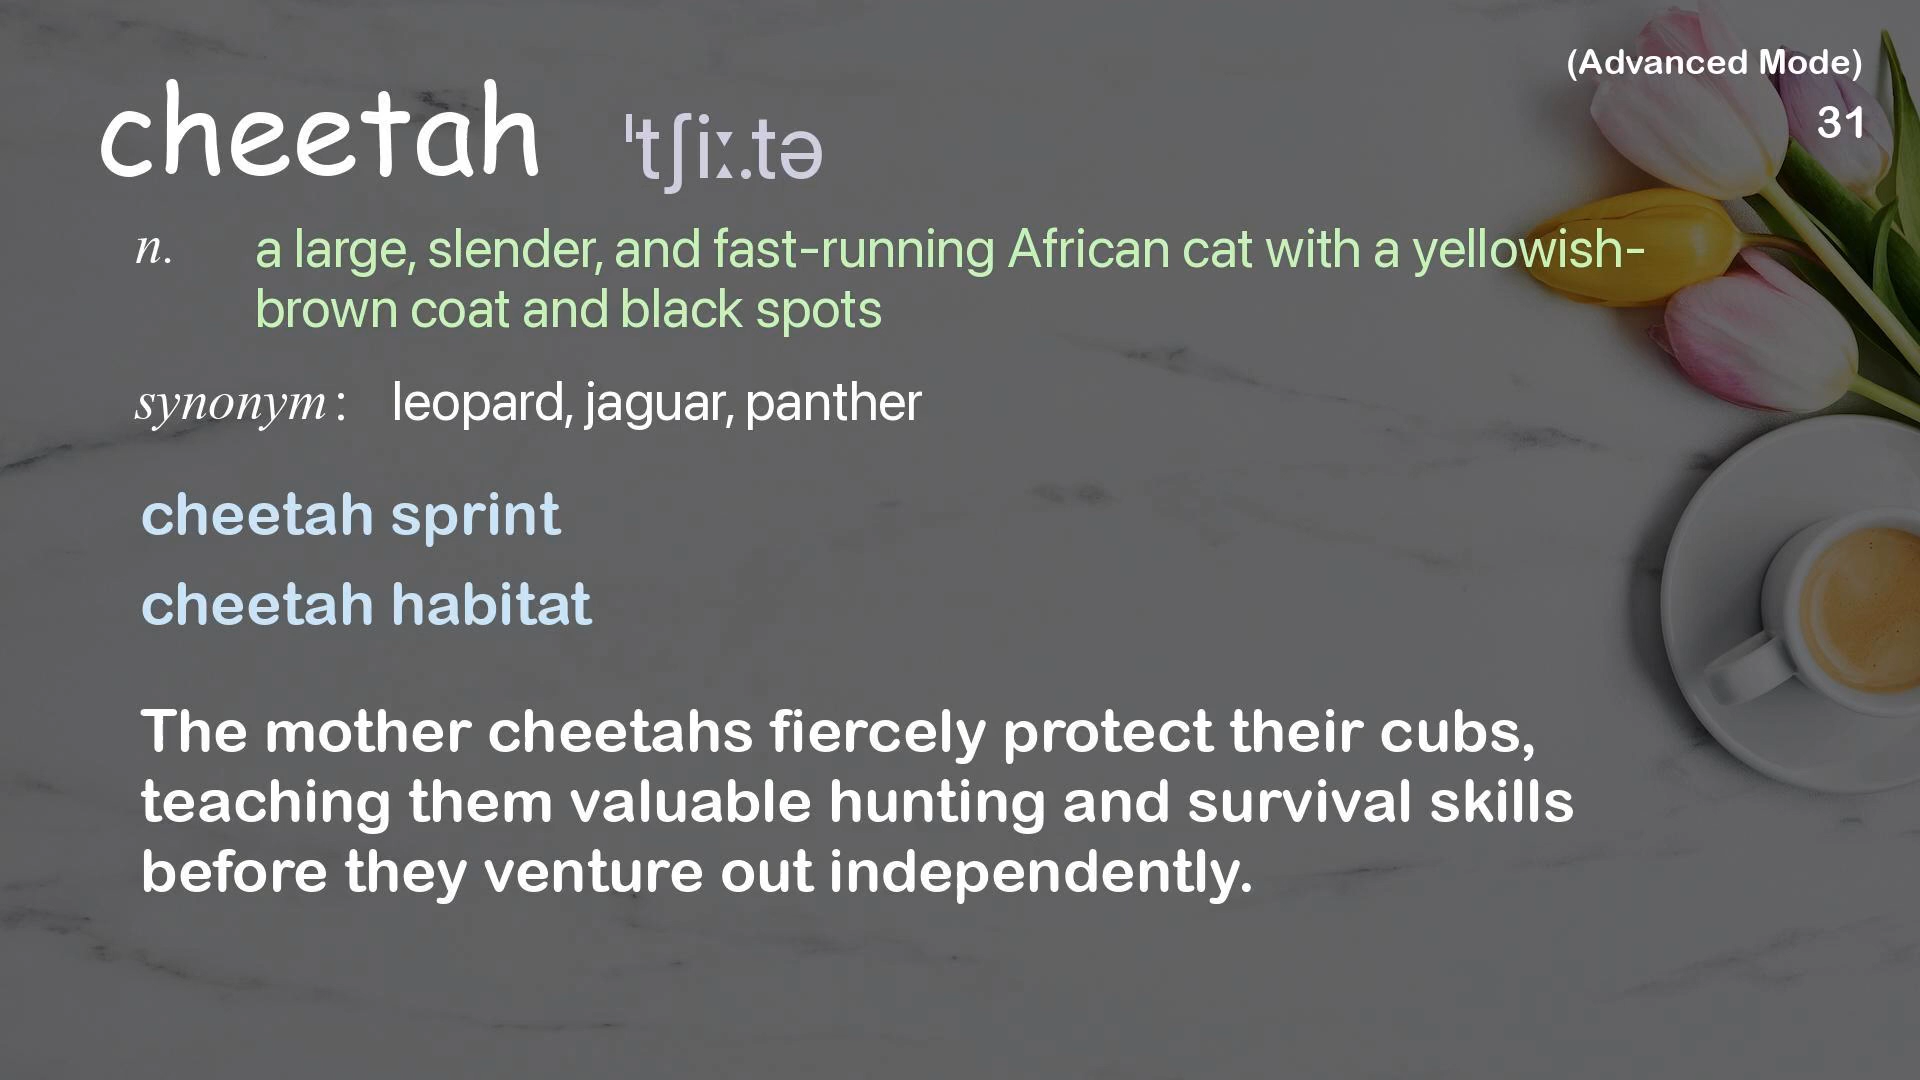 (Advanced Mode)
31
cheetah ˈtʃiː.tə
n. a large, slender, and fast-running African cat with a yellowish-
brown coat and black spots
synonym : leopard, jaguar, panther
cheetah sprint
cheetah habitat
The mother cheetahs fiercely protect their cubs,
teaching them valuable hunting and survival skills
before they venture out independently.